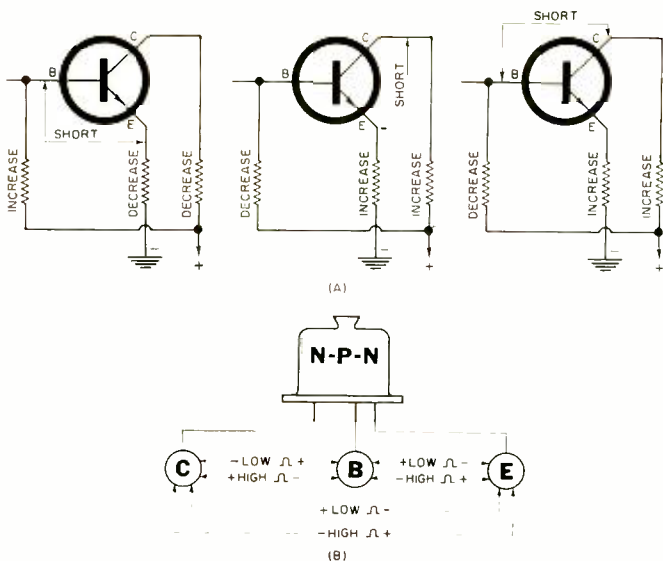 C
B
E
SHORT
INCREASE
DECREASE
DECREASE
−
+
C
B
E
−
SHORT
DECREASE
INCREASE
INCREASE
−
+
SHORT
C
B
E
DECREASE
INCREASE
INCREASE
−
+
(A)
N-P-N
C
−LOW Ω +
+HIGH Ω −
B
+LOW Ω −
−HIGH Ω +
E
+LOW Ω −
−HIGH Ω +
(B)